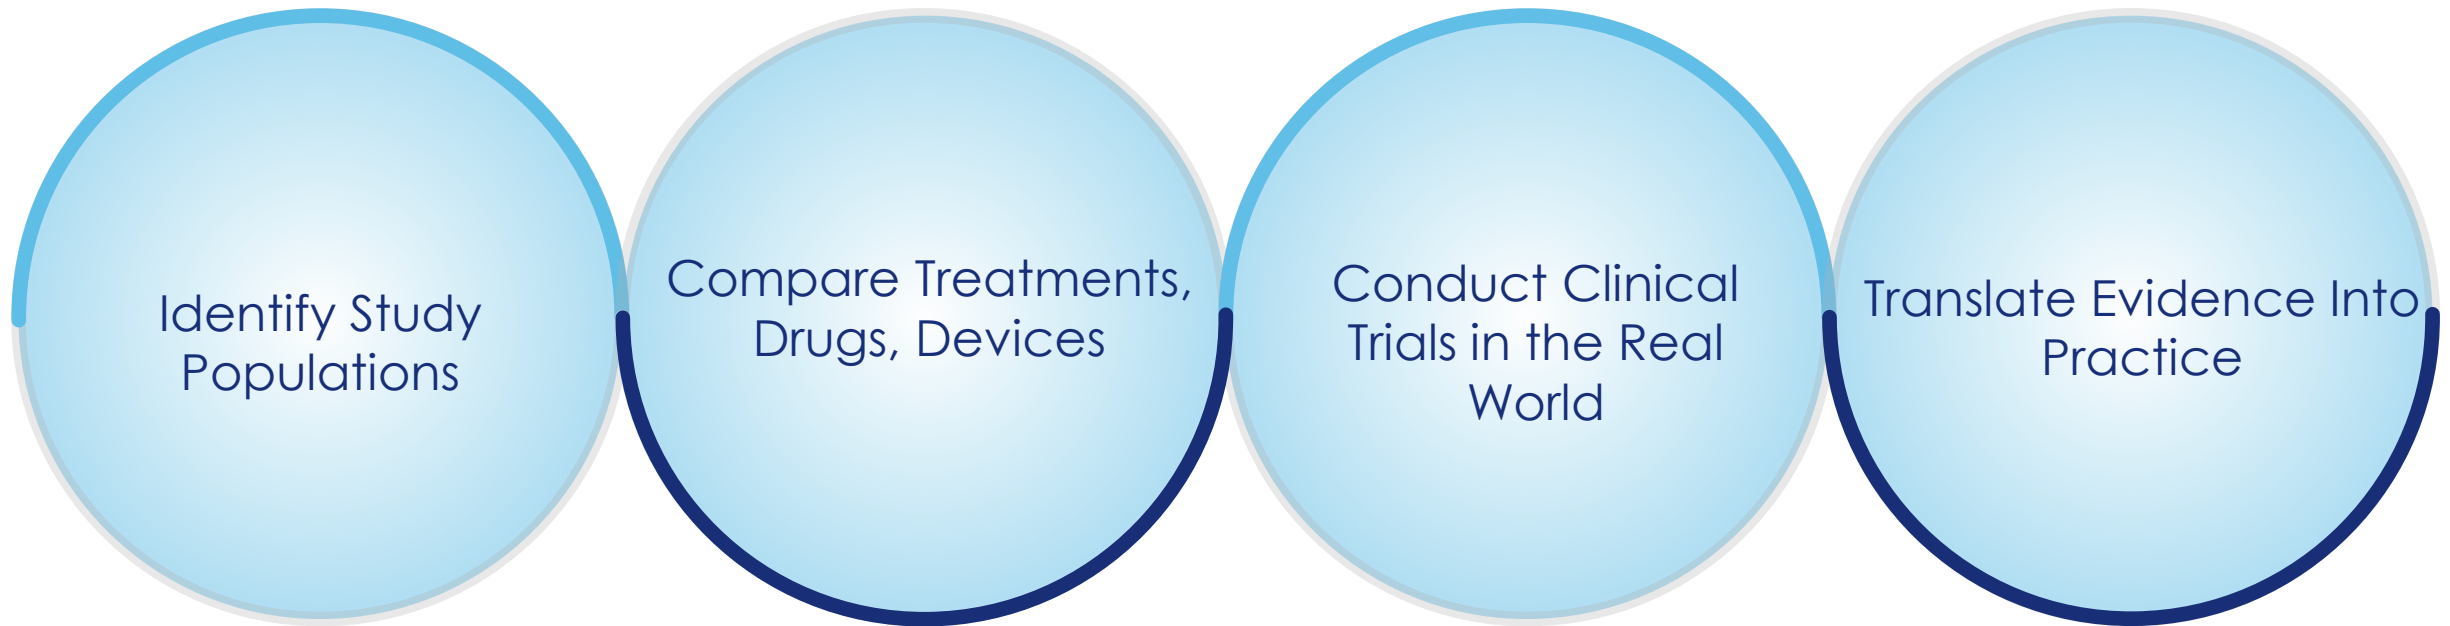 Identify Study
Populations
Compare Treatments,
Drugs, Devices
Conduct Clinical
Trials in the Real
World
Translate Evidence Into
Practice